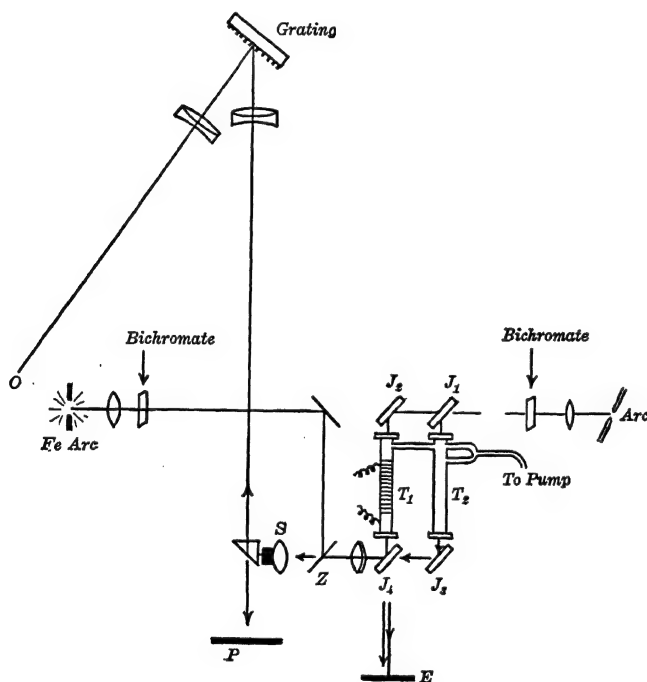 Grating
Bichromate
Bichromate
O
Fe Arc
J₂
J₁
Arc
T₁
T₂
To Pump
S
Z
J₄
J₃
P
E